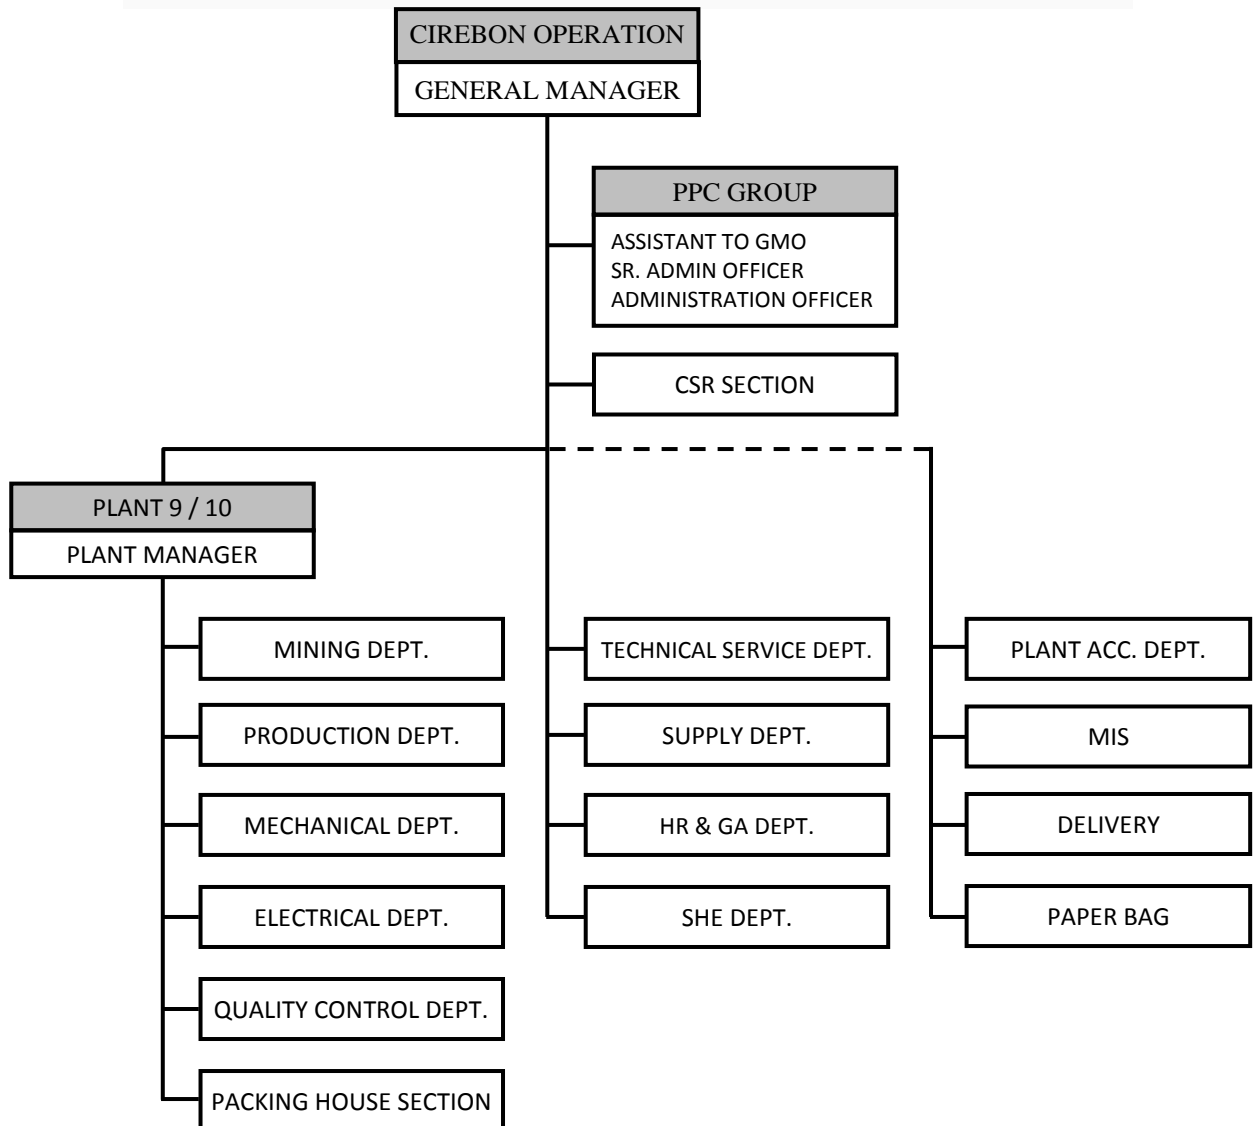 CIREBON OPERATION
GENERAL MANAGER
PPC GROUP
ASSISTANT TO GMO
SR. ADMIN OFFICER
ADMINISTRATION OFFICER
CSR SECTION
PLANT 9 / 10
PLANT MANAGER
MINING DEPT.
PRODUCTION DEPT.
MECHANICAL DEPT.
ELECTRICAL DEPT.
QUALITY CONTROL DEPT.
PACKING HOUSE SECTION
TECHNICAL SERVICE DEPT.
SUPPLY DEPT.
HR & GA DEPT.
SHE DEPT.
PLANT ACC. DEPT.
MIS
DELIVERY
PAPER BAG